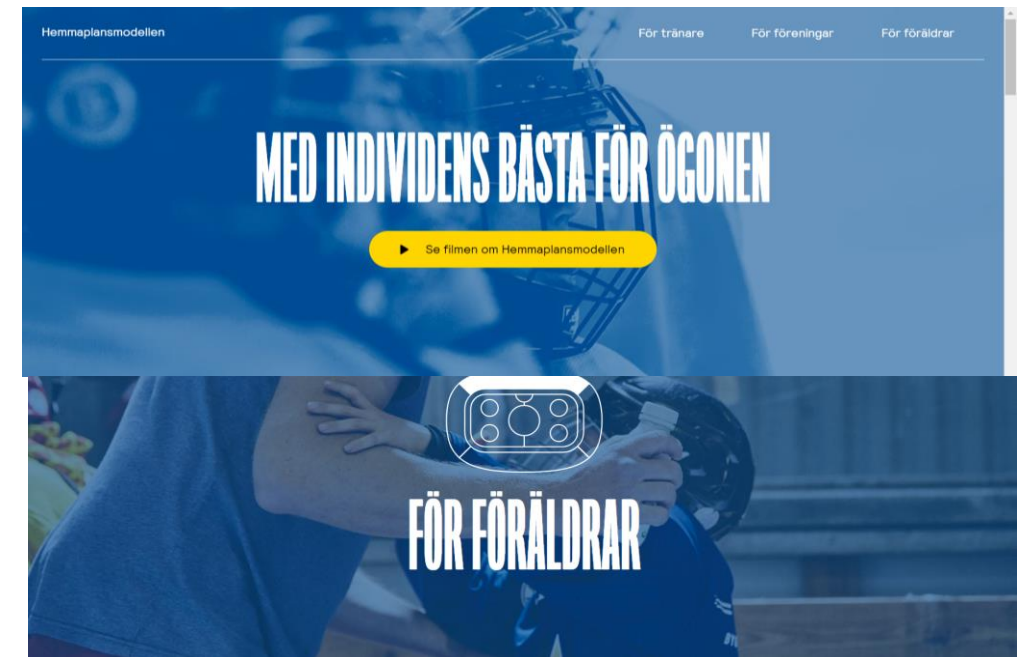 Hemmaplansmodellen
För tränare
För föreningar
För föräldrar
MED INDIVIDENS BÄSTA FÖR ÖGONEN
Se filmen om Hemmaplansmodellen
FÖR FÖRÄLDRAR